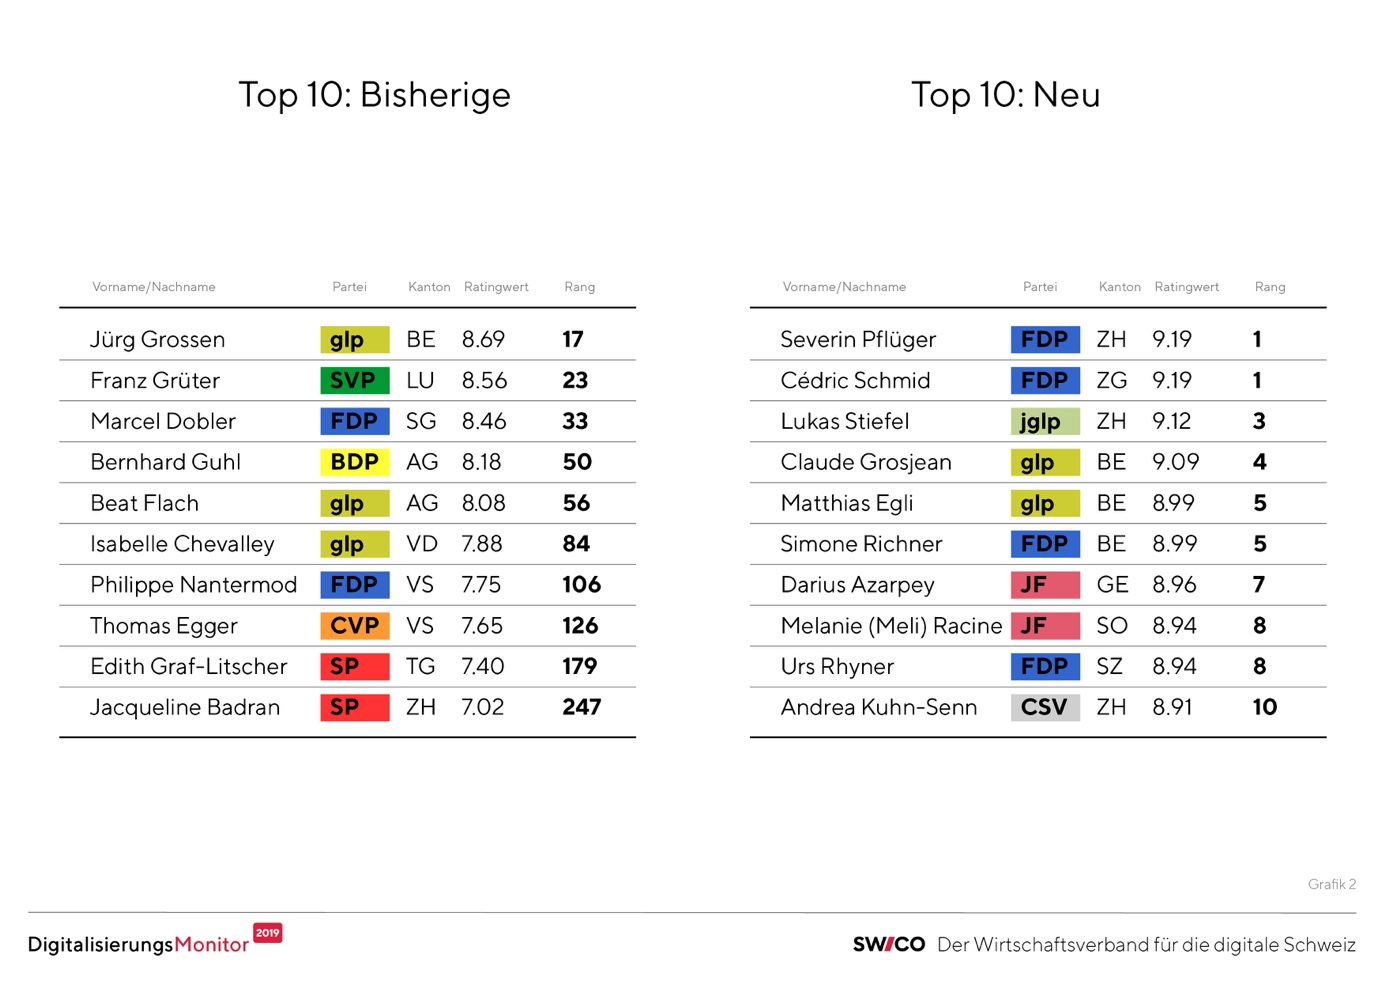 Top 10: Bisherige
Vorname/Nachname Partei Kanton Ratingwert Rang
Jürg Grossen glp BE 8.69 17
Franz Grüter SVP LU 8.56 23
Marcel Dobler FDP SG 8.46 33
Bernhard Guhl BDP AG 8.18 50
Beat Flach glp AG 8.08 56
Isabelle Chevalley glp VD 7.88 84
Philippe Nantermod FDP VS 7.75 106
Thomas Egger CVP VS 7.65 126
Edith Graf-Litscher SP TG 7.40 179
Jacqueline Badran SP ZH 7.02 247
Top 10: Neu
Vorname/Nachname Partei Kanton Ratingwert Rang
Severin Pflüger FDP ZH 9.19 1
Cédric Schmid FDP ZG 9.19 1
Lukas Stiefel jglp ZH 9.12 3
Claude Grosjean glp BE 9.09 4
Matthias Egli glp BE 8.99 5
Simone Richner FDP BE 8.99 5
Darius Azarpey JF GE 8.96 7
Melanie (Meli) Racine JF SO 8.94 8
Urs Rhyner FDP SZ 8.94 8
Andrea Kuhn-Senn CSV ZH 8.91 10
Grafik 2
DigitalisierungsMonitor 2019
SWICO Der Wirtschaftsverband für die digitale Schweiz